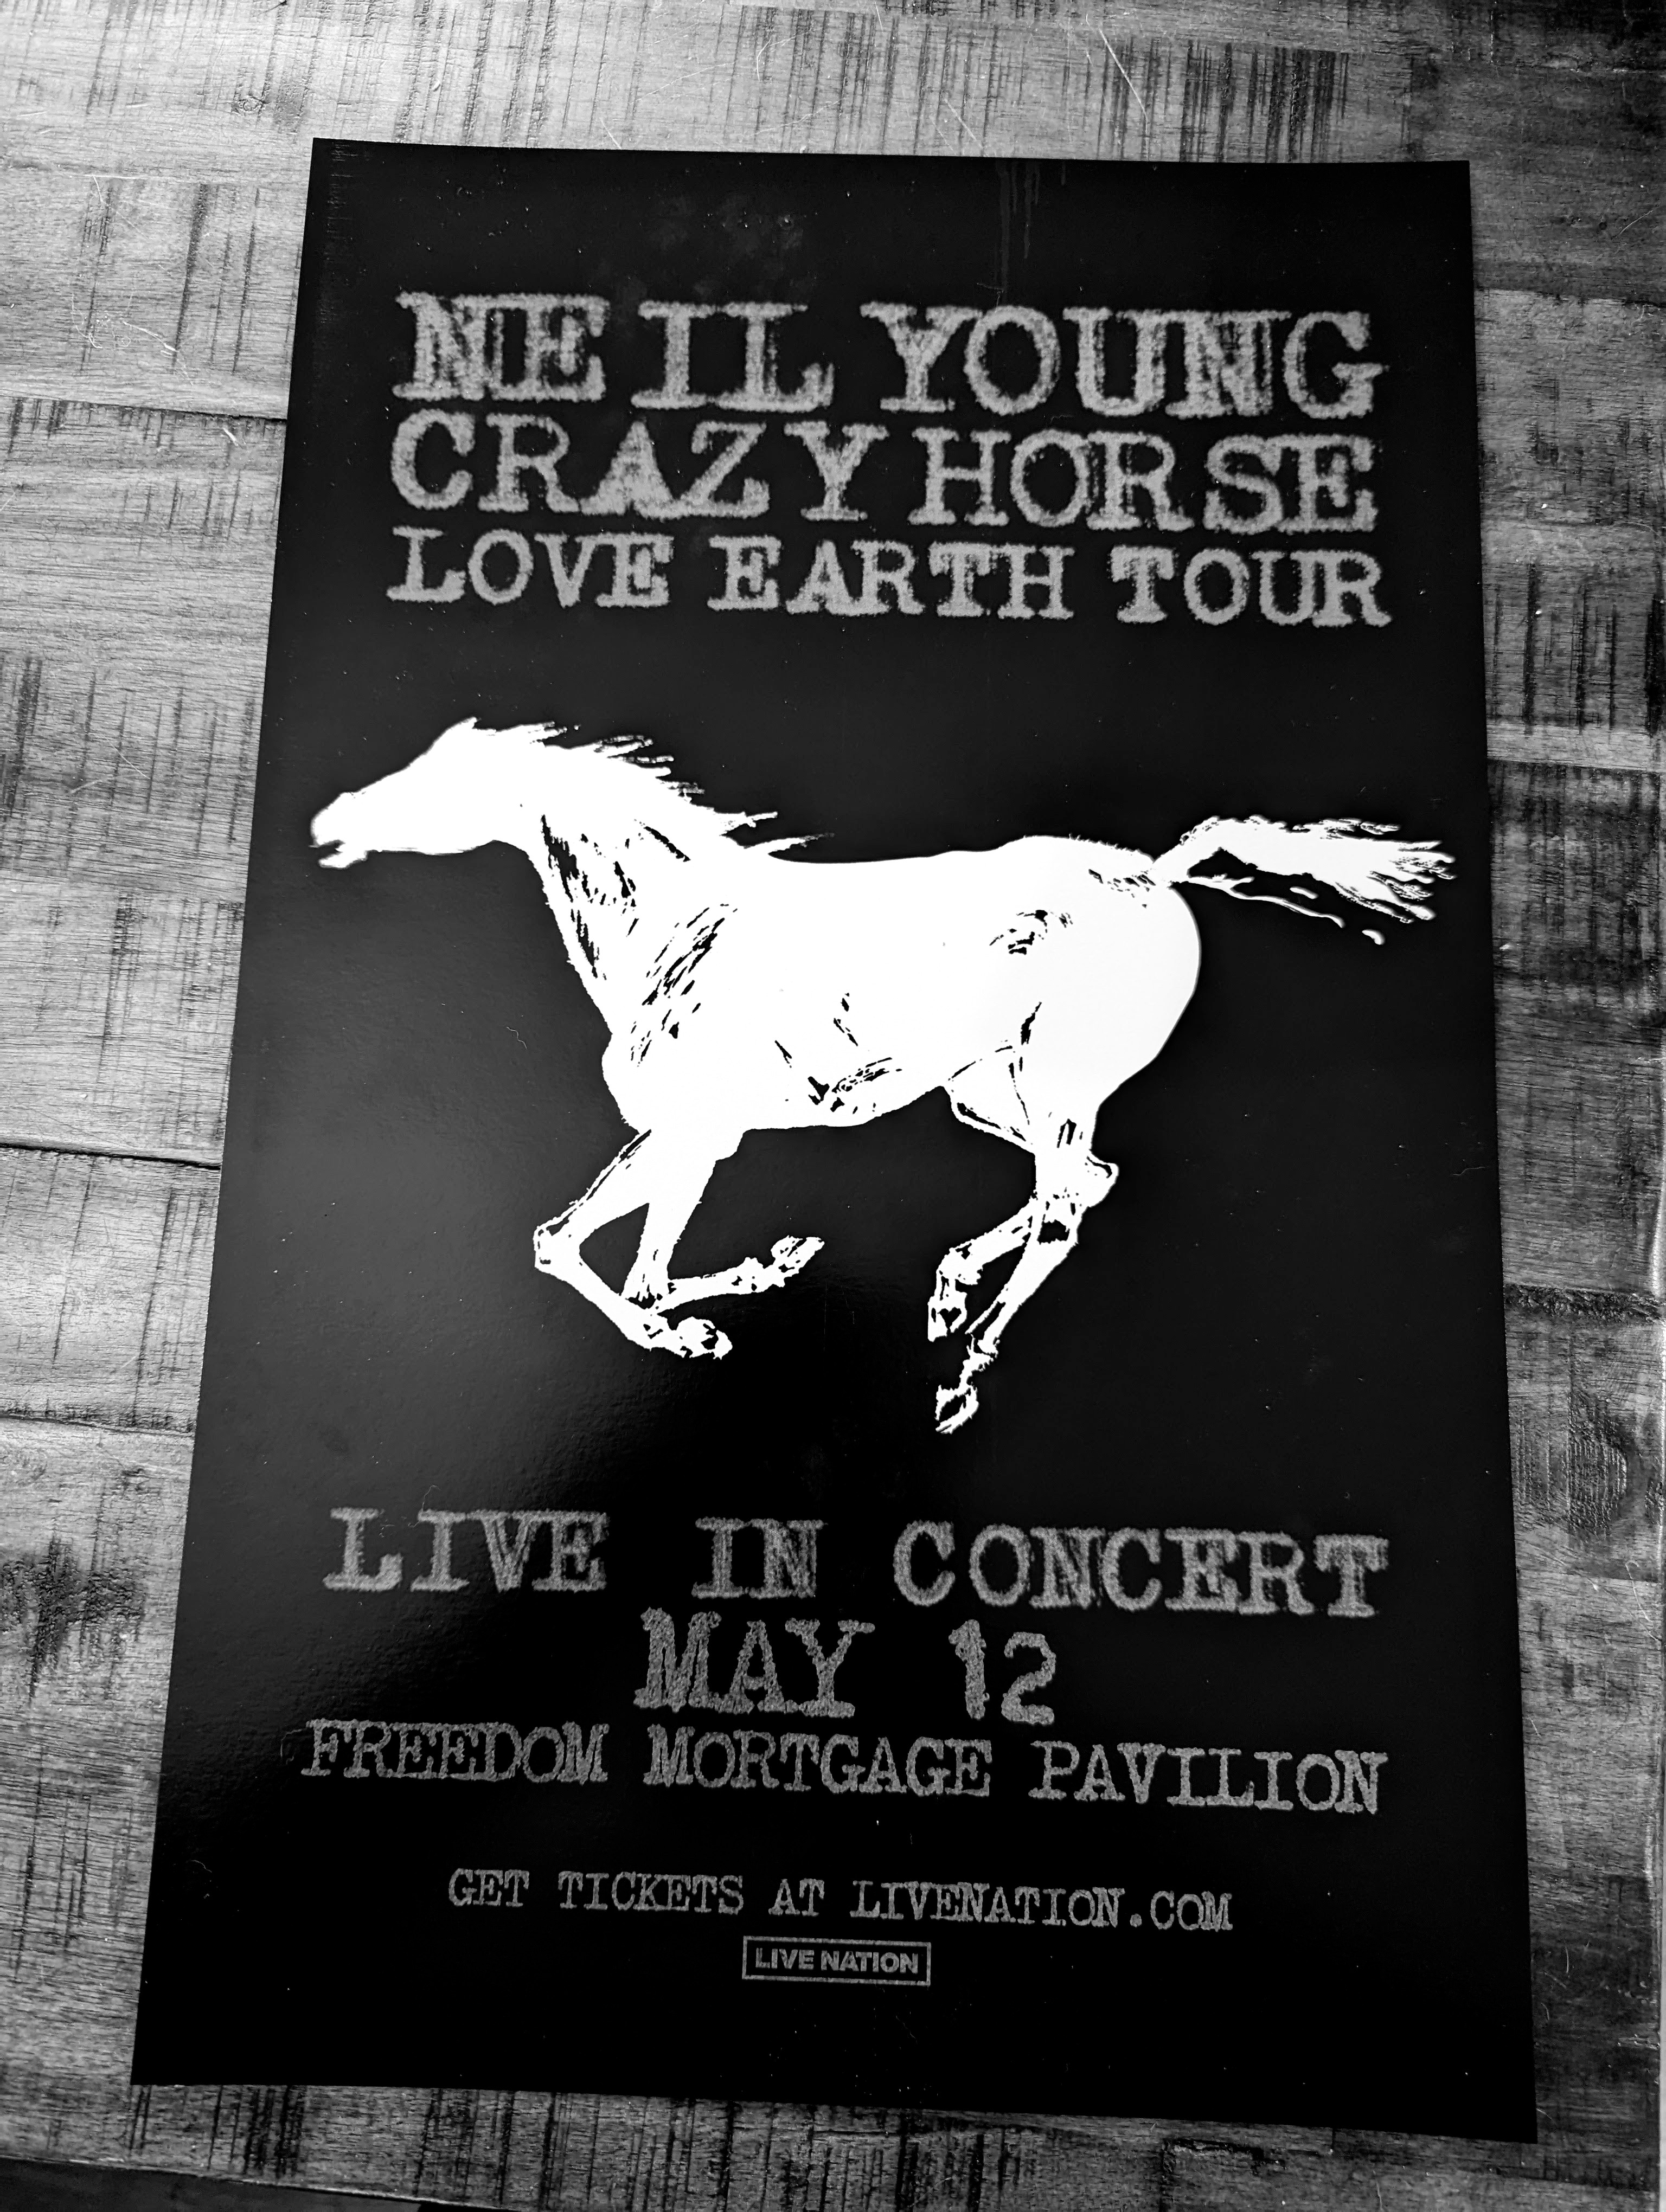 NEIL YOUNG
CRAZY HORSE
LOVE EARTH TOUR
LIVE IN CONCERT
MAY 12
FREEDOM MORTGAGE PAVILION
GET TICKETS AT LIVENATION.COM
LIVE NATION